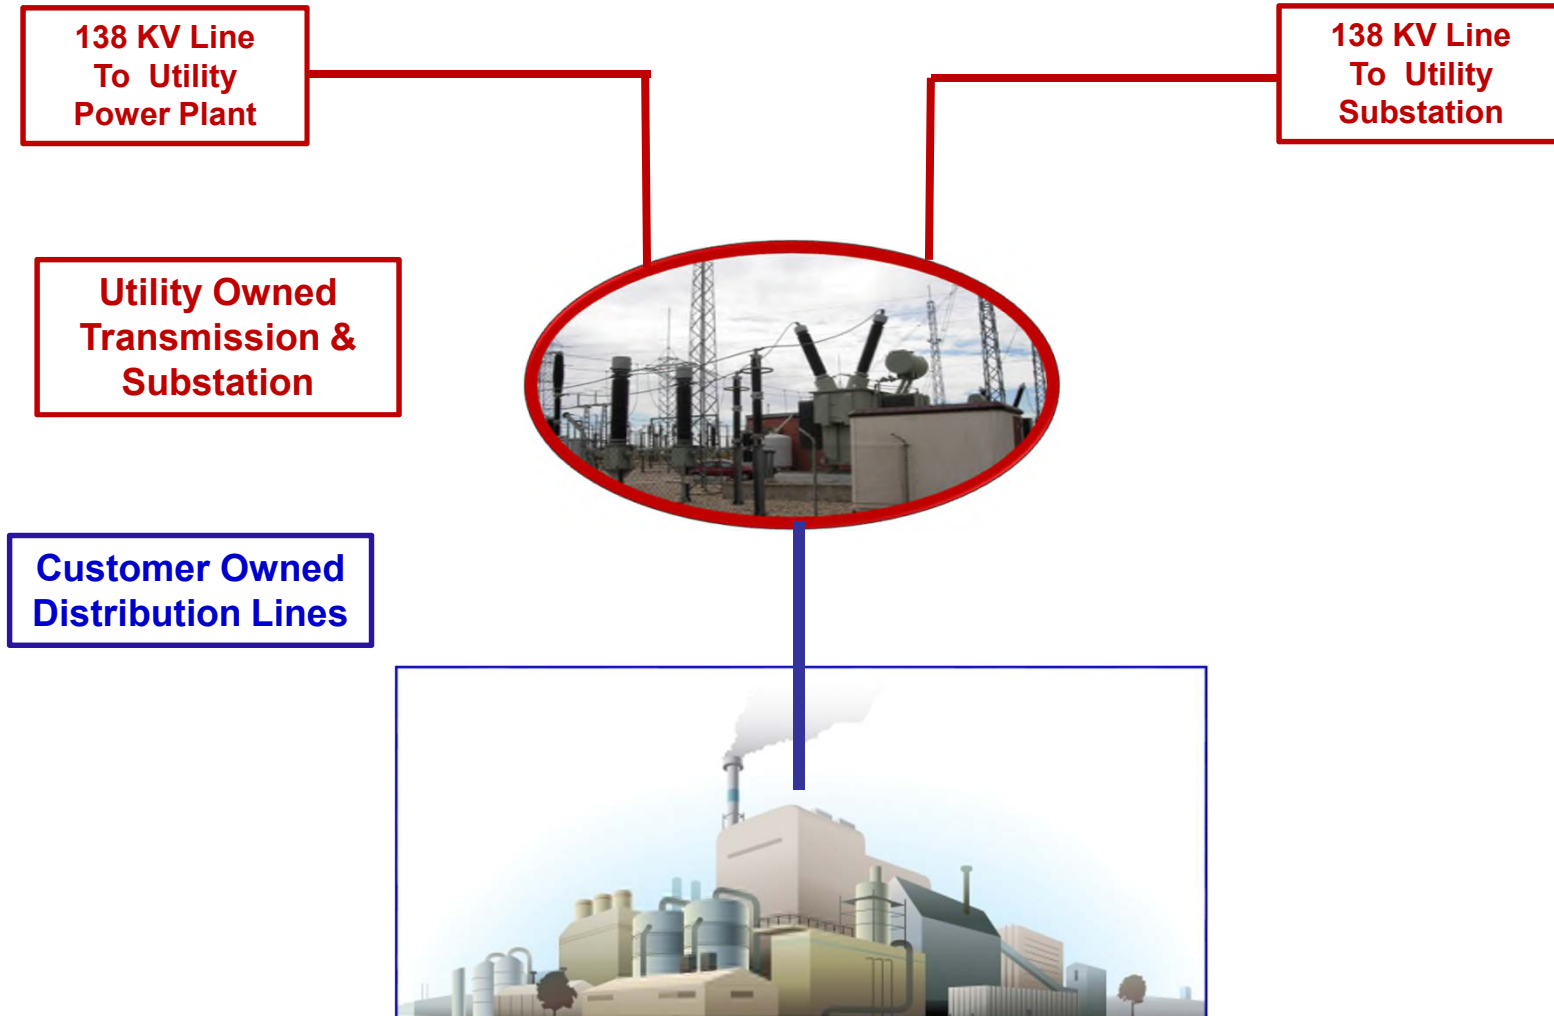 138 KV Line
To Utility
Power Plant
138 KV Line
To Utility
Substation
Utility Owned
Transmission &
Substation
Customer Owned
Distribution Lines